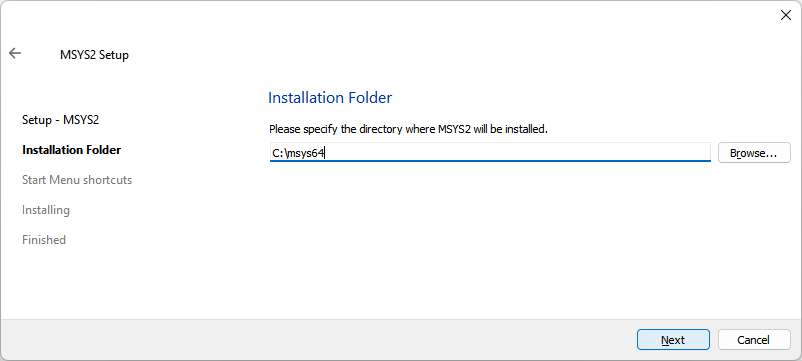 MSYS2 Setup
Setup - MSYS2
Installation Folder
Start Menu shortcuts
Installing
Finished
Installation Folder
Please specify the directory where MSYS2 will be installed.
C:\msys64
Browse...
Next
Cancel